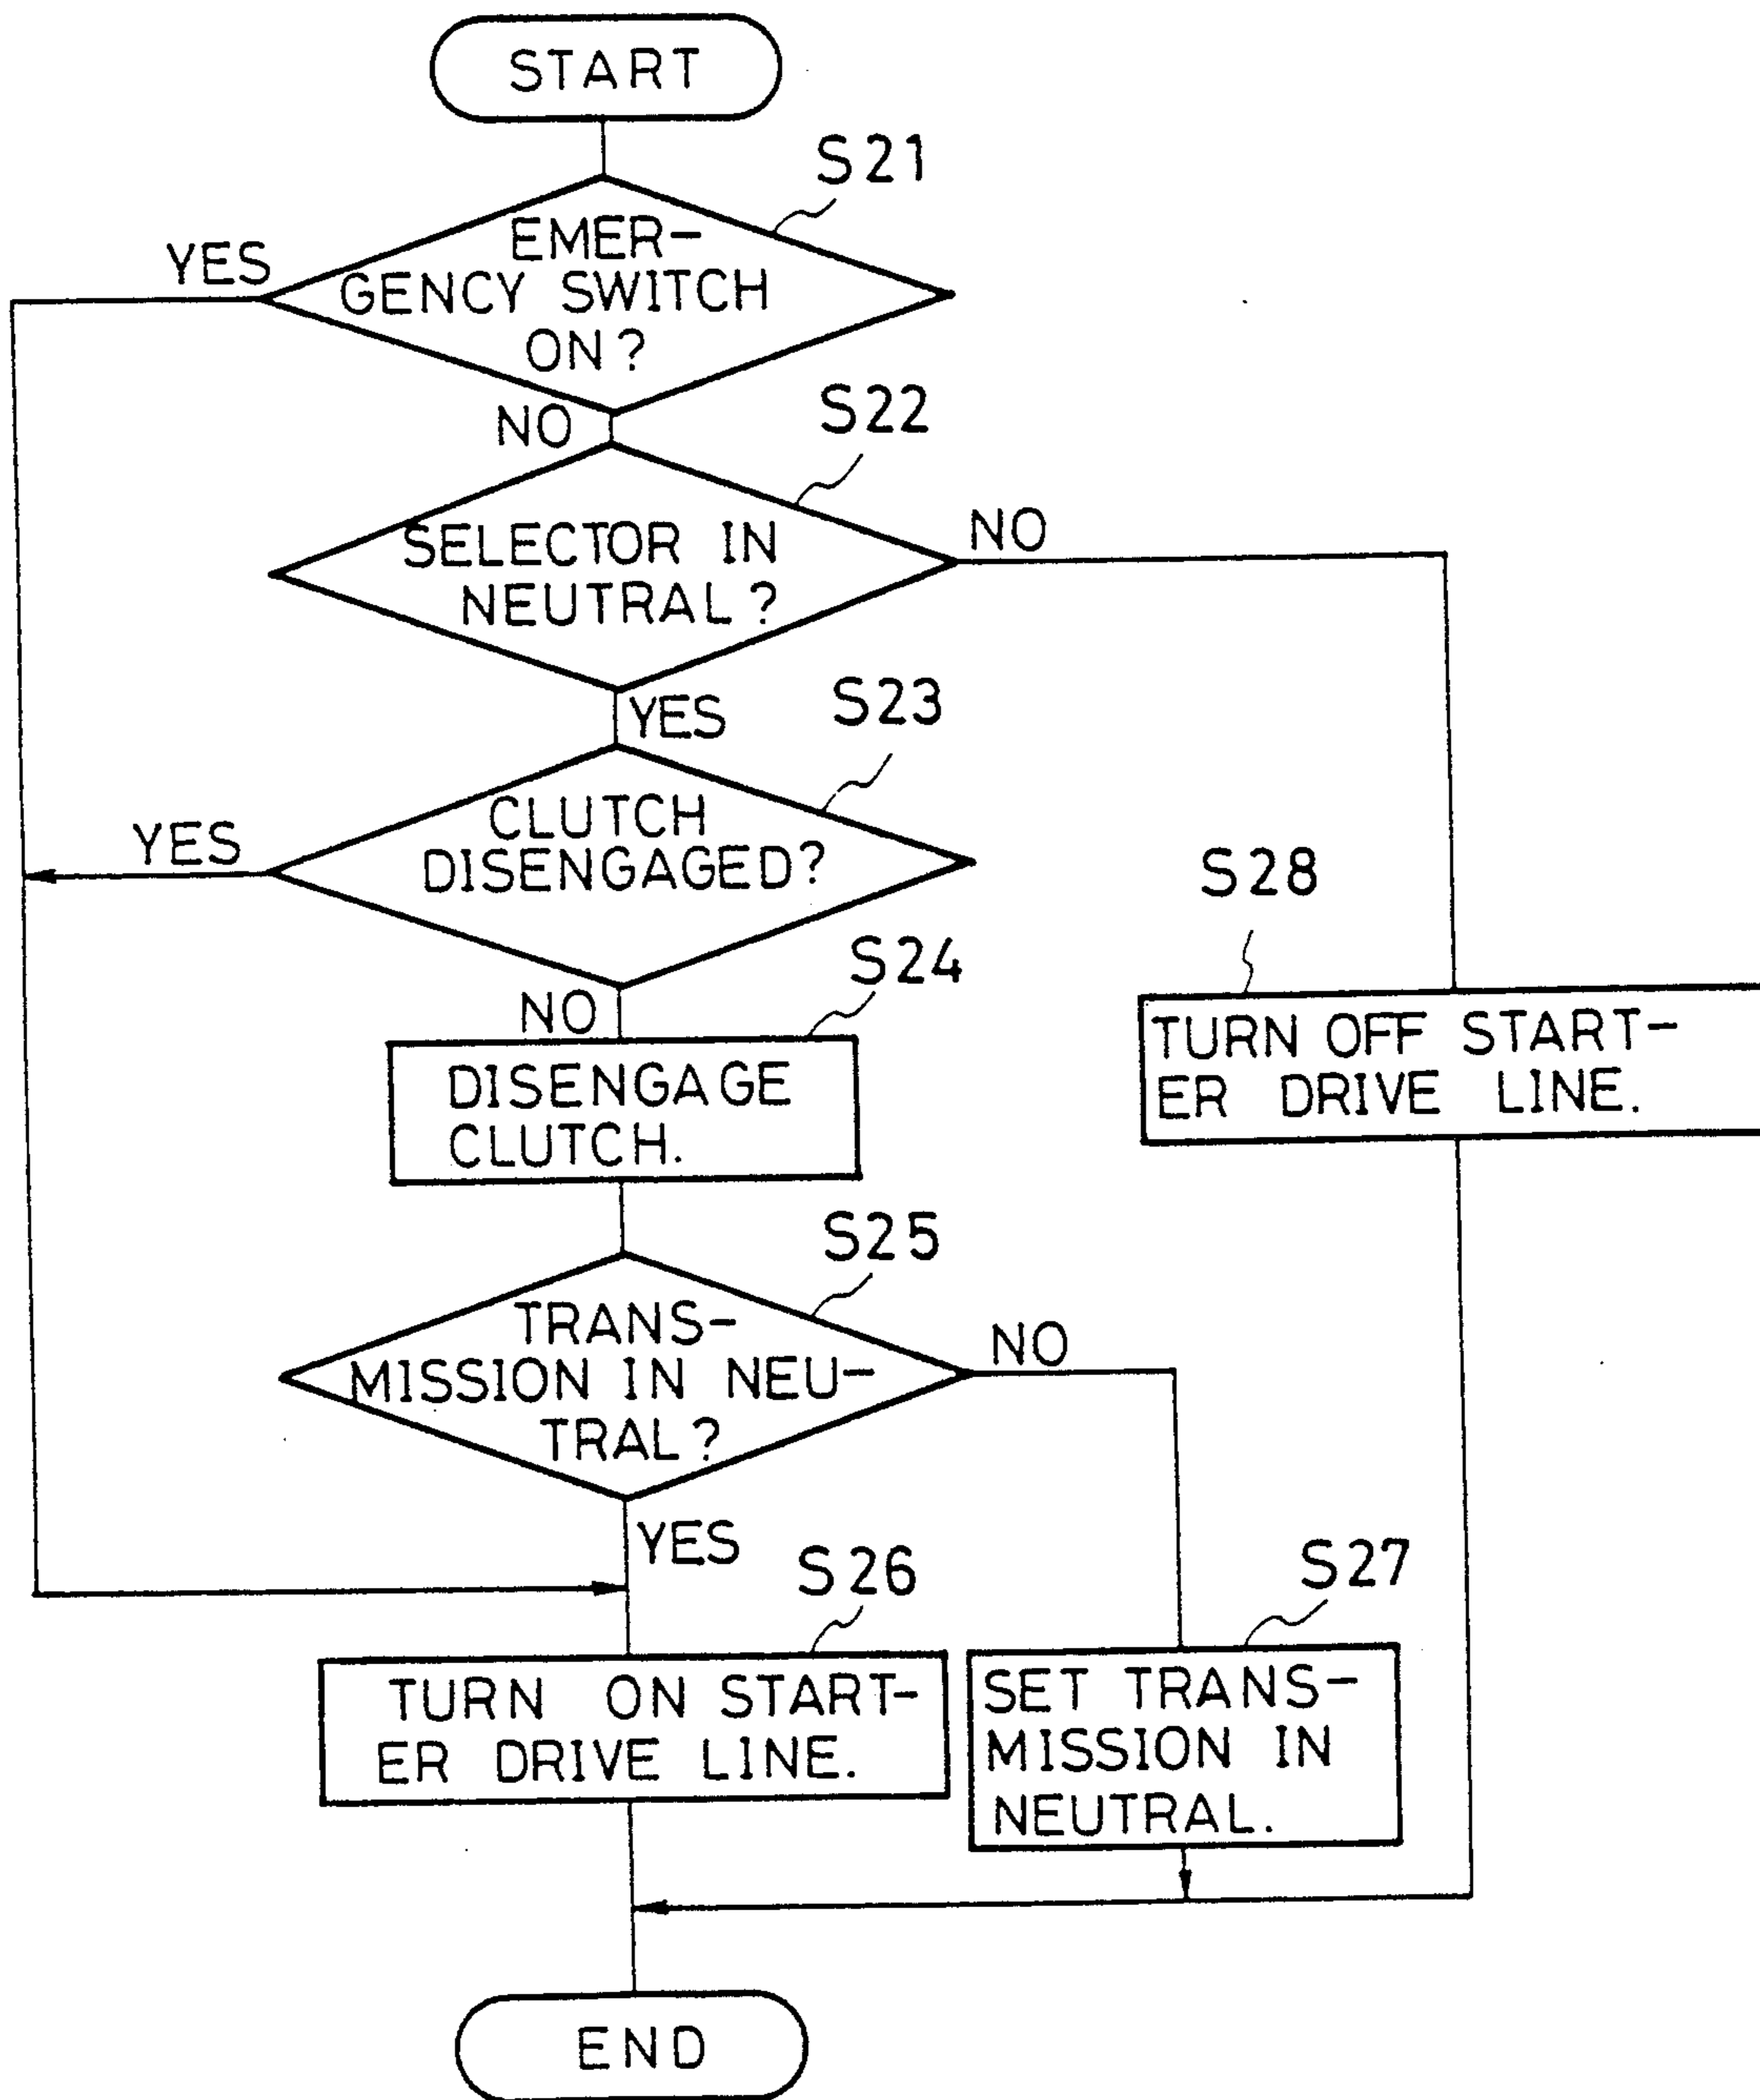 START
S21
EMER-
GENCY SWITCH
ON?
YES
NO
S22
SELECTOR IN
NEUTRAL?
NO
YES
S23
CLUTCH
DISENGAGED?
YES
NO
S24
DISENGAGE
CLUTCH.
S28
TURN OFF START-
ER DRIVE LINE.
S25
TRANS-
MISSION IN NEU-
TRAL?
NO
YES
S26
TURN ON START-
ER DRIVE LINE.
S27
SET TRANS-
MISSION IN
NEUTRAL.
END